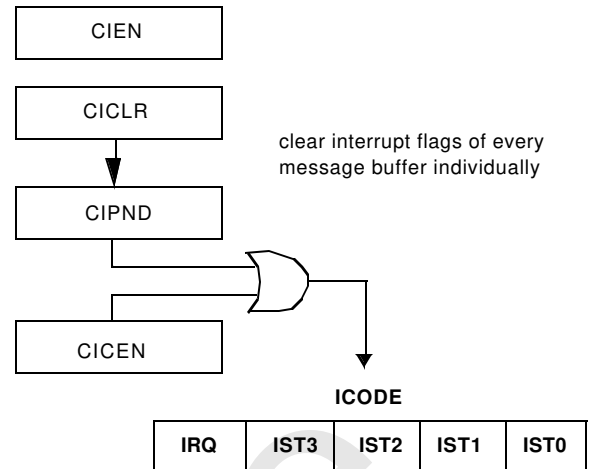 CIEN
CICLR
clear interrupt flags of every
message buffer individually
CIPND
CICEN
ICODE
IRQ IST3 IST2 IST1 IST0